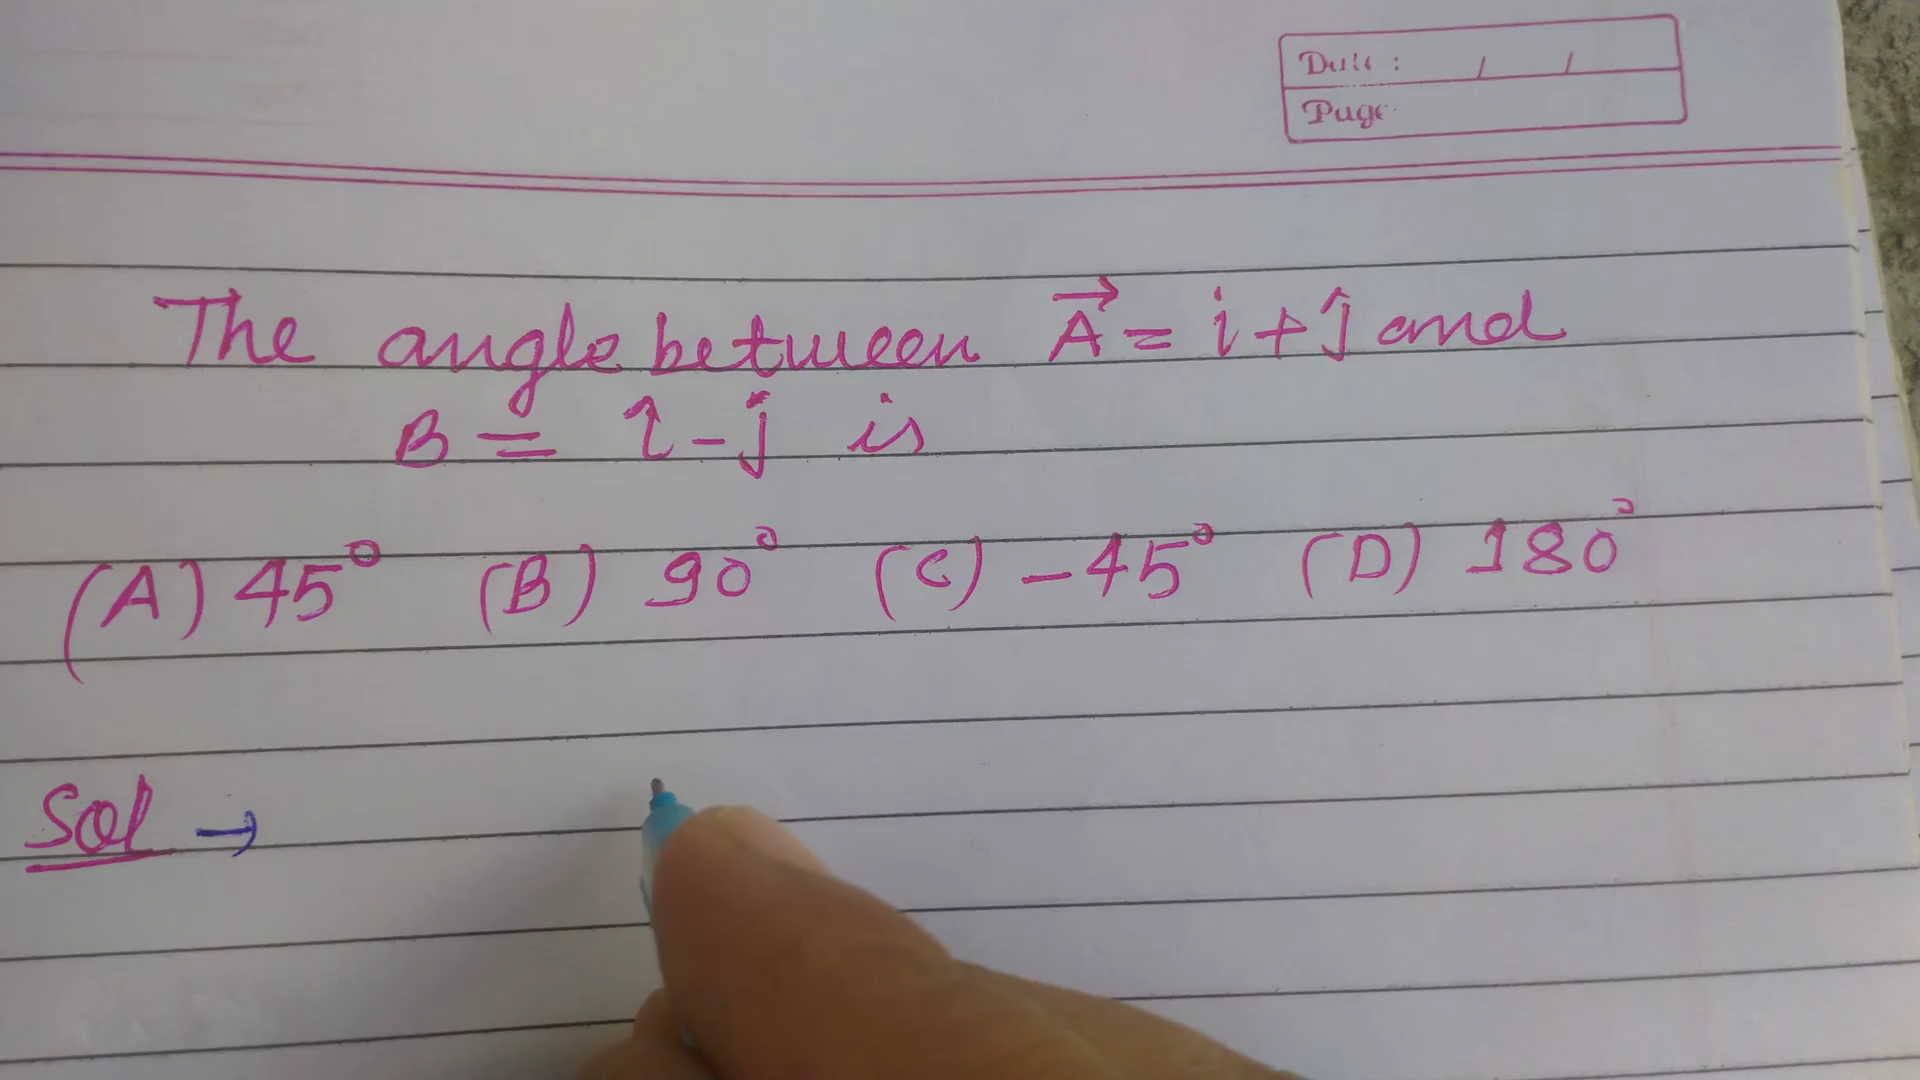 Date : / /
Page
The angle between A⃗ = i + ĵ and
B = î - j is
(A) 45° (B) 90° (C) -45° (D) 180°
Sol →